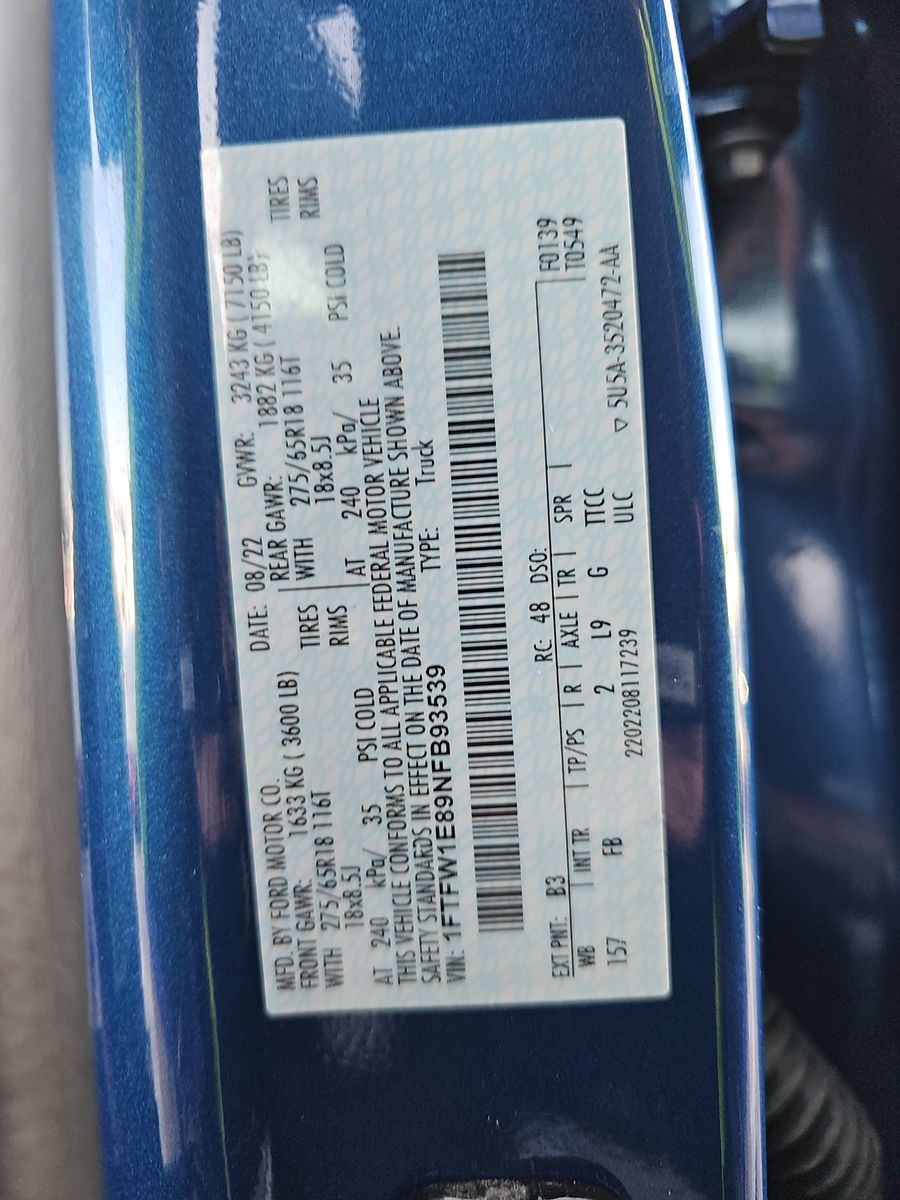 MFD. BY FORD MOTOR CO. DATE: 08/22 GVWR: 3243 KG ( 7150 LB)
FRONT GAWR: 1633 KG ( 3600 LB) REAR GAWR: 1882 KG ( 4150 LB)
WITH 275/65R18 116T TIRES WITH 275/65R18 116T TIRES
18x8.5J RIMS 18x8.5J RIMS
AT 240 kPa/ 35 PSI COLD AT 240 kPa/ 35 PSI COLD
THIS VEHICLE CONFORMS TO ALL APPLICABLE FEDERAL MOTOR VEHICLE
SAFETY STANDARDS IN EFFECT ON THE DATE OF MANUFACTURE SHOWN ABOVE.
VIN: 1FTFW1E89NFB93539 TYPE: Truck
EXT PNT: B3 RC: 48 DSO: F0139
WB INT TR TP/PS R AXLE TR SPR T0549
157 FB 2 L9 G TTCC
2202208117239 ULC ▽ 5U5A-3520472-AA